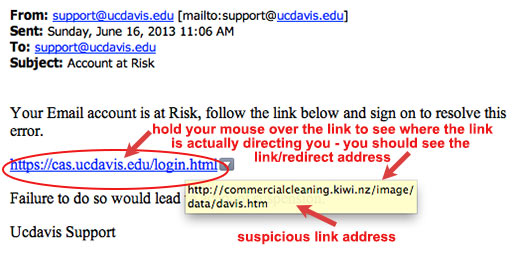 From: support@ucdavis.edu [mailto:support@ucdavis.edu]
Sent: Sunday, June 16, 2013 11:06 AM
To: support@ucdavis.edu
Subject: Account at Risk
Your Email account is at Risk, follow the link below and sign on to resolve this
error.
hold your mouse over the link to see where the link
is actually directing you - you should see the
link/redirect address
https://cas.ucdavis.edu/login.html
http://commercialcleaning.kiwi.nz/image/
data/davis.htm
Failure to do so would lead
suspicious link address
Ucdavis Support